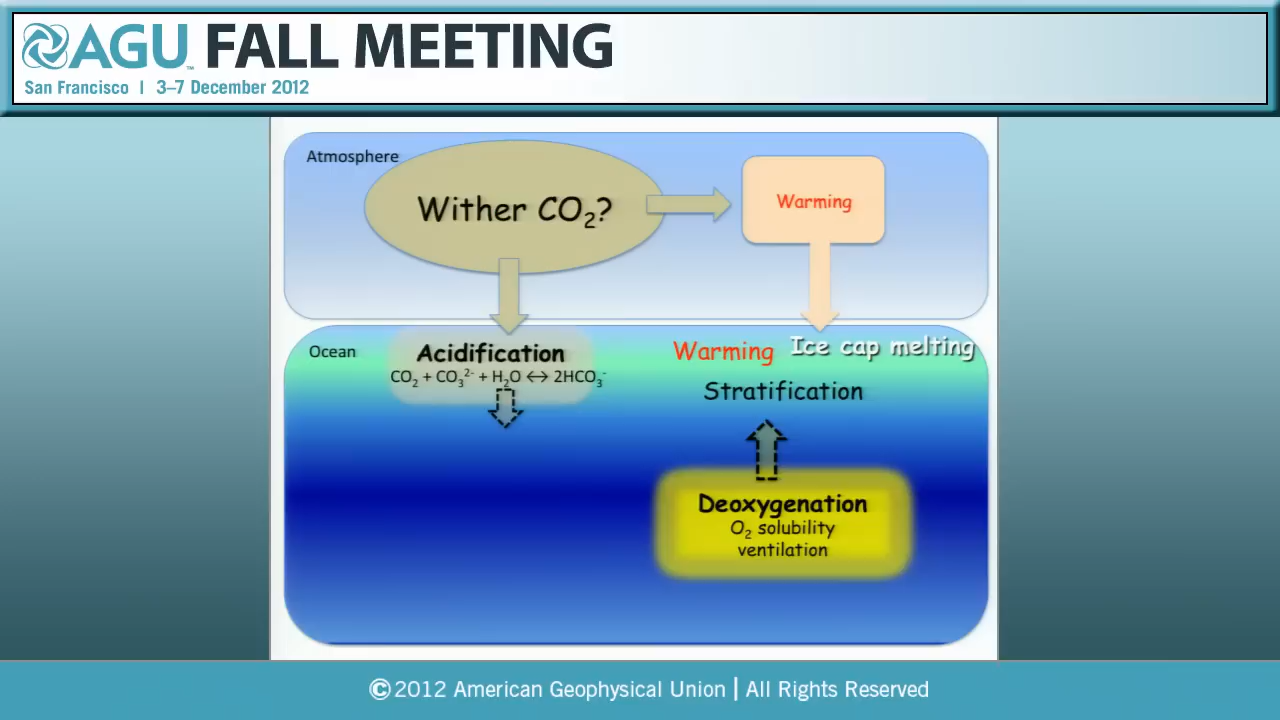 AGU™ FALL MEETING
San Francisco | 3–7 December 2012
Atmosphere
Wither CO₂?
Warming
Ocean
Acidification
CO₂ + CO₃²⁻ + H₂O ↔ 2HCO₃⁻
Warming
Ice cap melting
Stratification
Deoxygenation
O₂ solubility
ventilation
©2012 American Geophysical Union | All Rights Reserved